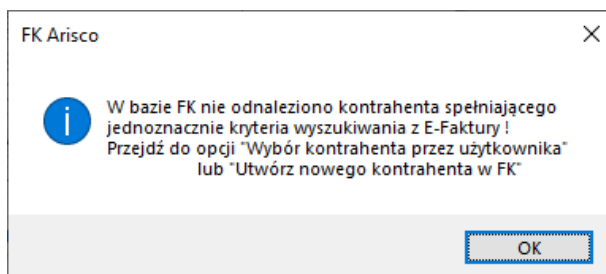 FK Arisco
W bazie FK nie odnaleziono kontrahenta spełniającego
jednoznacznie kryteria wyszukiwania z E-Faktury !
Przejdź do opcji "Wybór kontrahenta przez użytkownika"
lub "Utwórz nowego kontrahenta w FK"
OK